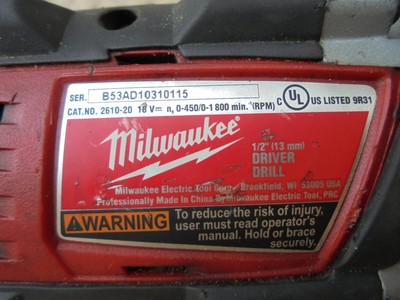 SER. B53AD10310115
CAT.NO. 2610-20 18 V⎓ n₀ 0-450/0-1 800 min.⁻¹(RPM) C UL US LISTED 9R31
Milwaukee
1/2" (13 mm)
DRIVER
DRILL
Milwaukee Electric Tool Corp. Brookfield, WI 53005 USA
Professionally Made In China By Milwaukee Electric Tool, PRC
WARNING To reduce the risk of injury,
user must read operator's
manual. Hold or brace
securely.